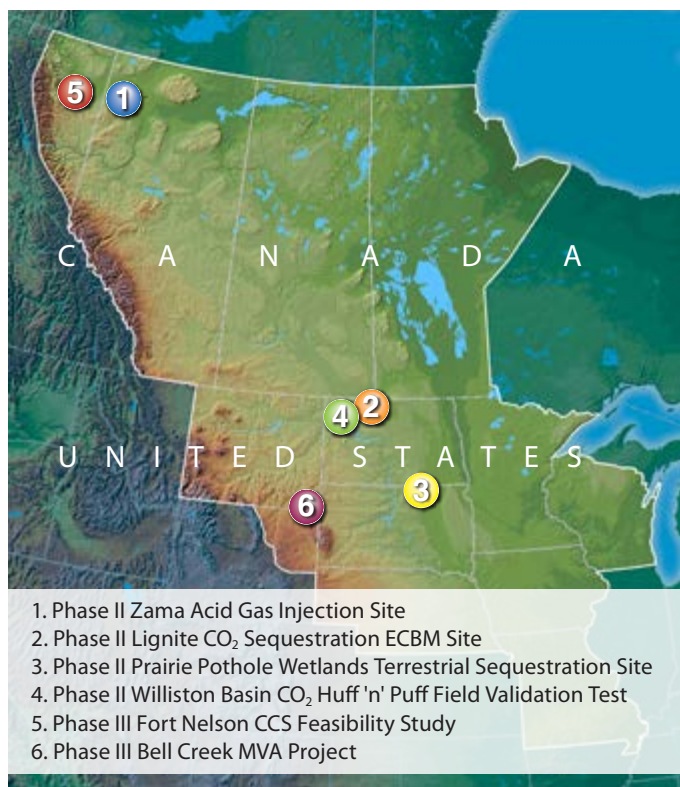 5
1
C A N A D A
4
2
U N I T E D S T A T E S
3
6
1. Phase II Zama Acid Gas Injection Site
2. Phase II Lignite CO₂ Sequestration ECBM Site
3. Phase II Prairie Pothole Wetlands Terrestrial Sequestration Site
4. Phase II Williston Basin CO₂ Huff 'n' Puff Field Validation Test
5. Phase III Fort Nelson CCS Feasibility Study
6. Phase III Bell Creek MVA Project